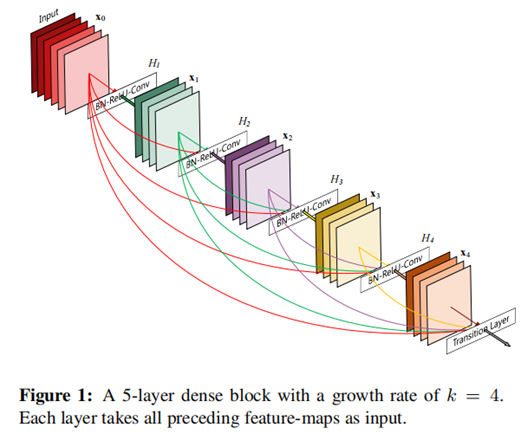 Input
x0
H1
BN-ReLU-Conv
x1
H2
BN-ReLU-Conv
x2
H3
BN-ReLU-Conv
x3
H4
BN-ReLU-Conv
x4
Transition Layer
Figure 1: A 5-layer dense block with a growth rate of k = 4.
Each layer takes all preceding feature-maps as input.